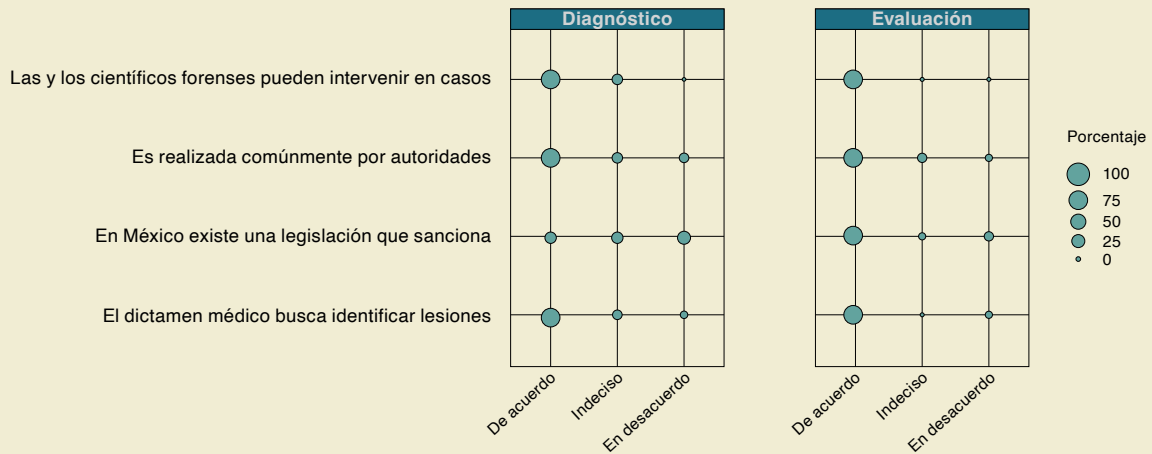 Diagnóstico
Evaluación
Las y los científicos forenses pueden intervenir en casos
Es realizada comúnmente por autoridades
En México existe una legislación que sanciona
El dictamen médico busca identificar lesiones
De acuerdo
Indeciso
En desacuerdo
De acuerdo
Indeciso
En desacuerdo
Porcentaje
100
75
50
25
0